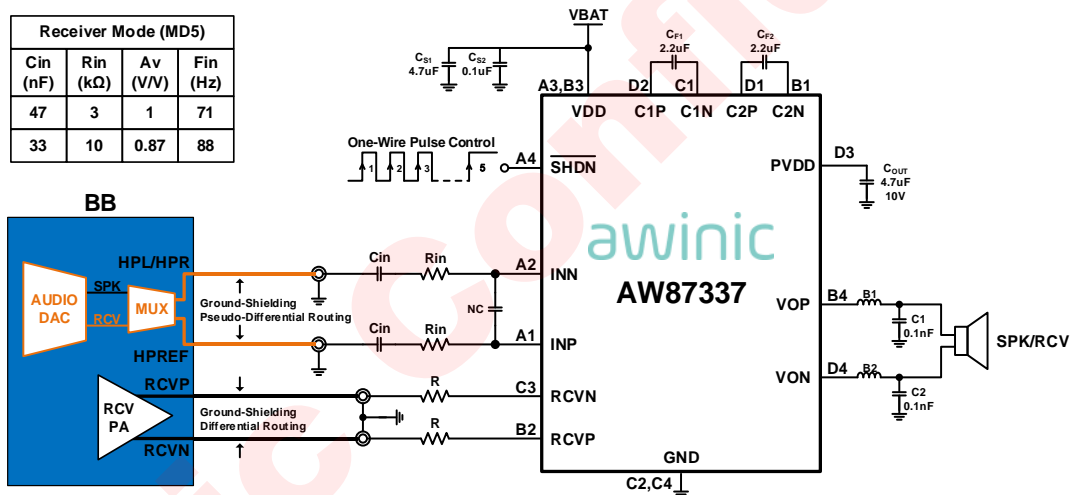 Receiver Mode (MD5)
Cin (nF) Rin (kΩ) Av (V/V) Fin (Hz)
47 3 1 71
33 10 0.87 88
VBAT
CS1
4.7uF
CS2
0.1uF
CF1
2.2uF
CF2
2.2uF
A3,B3 D2 C1 D1 B1
VDD C1P C1N C2P C2N
One-Wire Pulse Control
1 2 3 5
A4
SHDN
D3
PVDD
COUT
4.7uF
10V
awinic
AW87337
BB
AUDIO
DAC
SPK
RCV
MUX
HPL/HPR
HPREF
Ground-Shielding
Pseudo-Differential Routing
Cin Rin
A2
INN
NC
Cin Rin
A1
INP
RCV
PA
RCVP
RCVN
Ground-Shielding
Differential Routing
R
C3
RCVN
R
B2
RCVP
VOP
B4
B1
C1
0.1nF
VON
D4
B2
C2
0.1nF
SPK/RCV
GND
C2,C4
c Confi